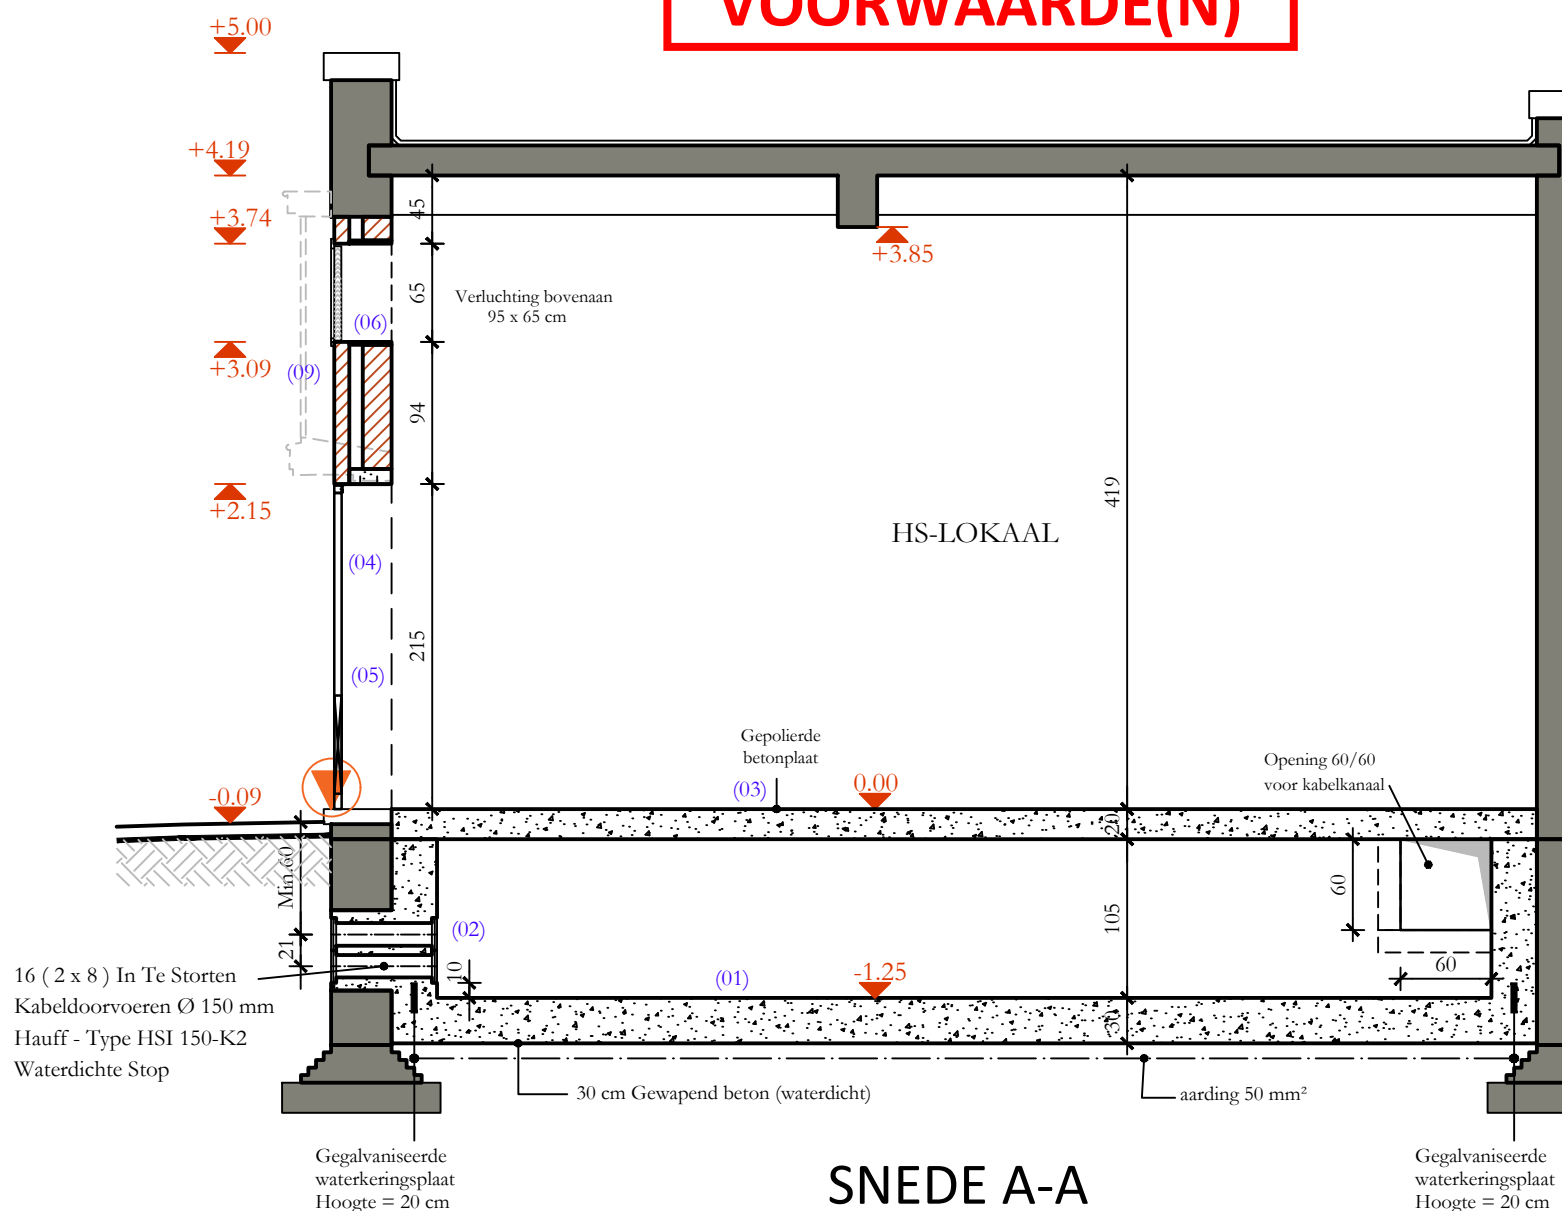 VOORWAARDE(N)
+5.00
+4.19
+3.74
45
+3.85
65
Verluchting bovenaan
95 x 65 cm
(06)
+3.09
(09)
94
+2.15
419
HS-LOKAAL
(04)
215
(05)
Gepolierde
betonplaat
Opening 60/60
voor kabelkanaal
(03)
0.00
-0.09
20
Min.60
60
105
(02)
21
10
(01)
-1.25
60
30
16 ( 2 x 8 ) In Te Storten
Kabeldoorvoeren Ø 150 mm
Hauff - Type HSI 150-K2
Waterdichte Stop
30 cm Gewapend beton (waterdicht)
aarding 50 mm²
Gegalvaniseerde
waterkeringsplaat
Hoogte = 20 cm
SNEDE A-A
Gegalvaniseerde
waterkeringsplaat
Hoogte = 20 cm